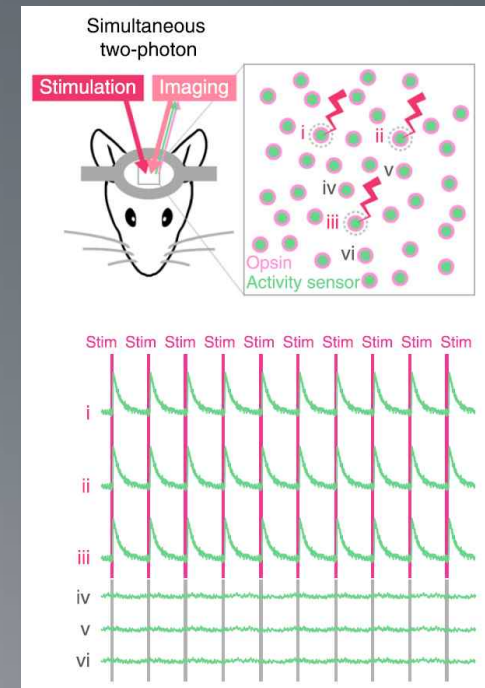 Simultaneous
two-photon
Stimulation Imaging
i
ii
v
iv
iii
vi
Opsin
Activity sensor
Stim Stim Stim Stim Stim Stim Stim Stim Stim Stim
i
ii
iii
iv
v
vi